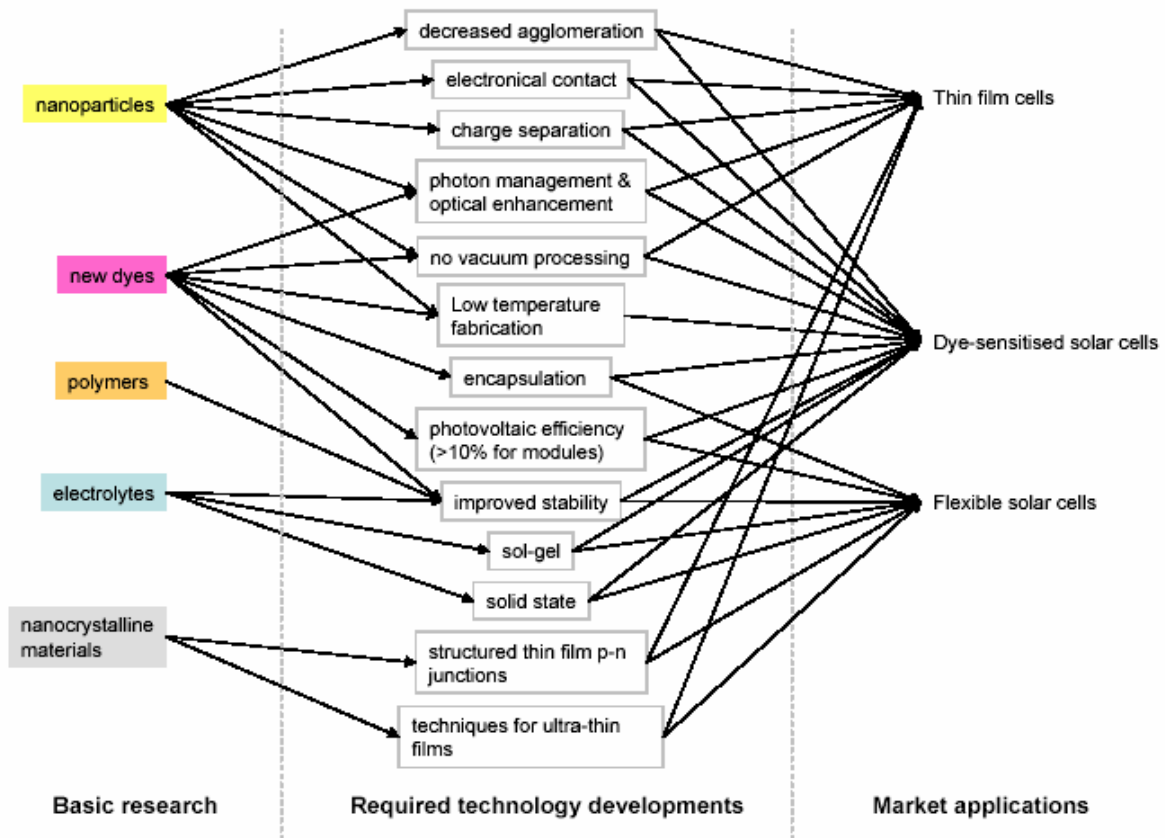 nanoparticles
new dyes
polymers
electrolytes
nanocrystalline
materials
decreased agglomeration
electronical contact
charge separation
photon management &
optical enhancement
no vacuum processing
Low temperature
fabrication
encapsulation
photovoltaic efficiency
(>10% for modules)
improved stability
sol-gel
solid state
structured thin film p-n
junctions
techniques for ultra-thin
films
Thin film cells
Dye-sensitised solar cells
Flexible solar cells
Basic research
Required technology developments
Market applications